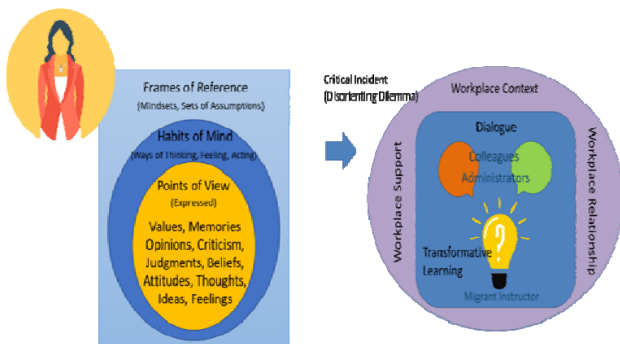 Frames of Reference
(Mindsets, Sets of Assumptions)
Habits of Mind
(Ways of Thinking, Feeling, Acting)
Points of View
(Expressed)
Values, Memories
Opinions, Criticism,
Judgments, Beliefs,
Attitudes, Thoughts,
Ideas, Feelings
Critical Incident
(Disorienting Dilemma)
Workplace Context
Workplace Support
Dialogue
Colleagues
Administrators
?
Transformative
Learning
Migrant Instructor
Workplace Relationship